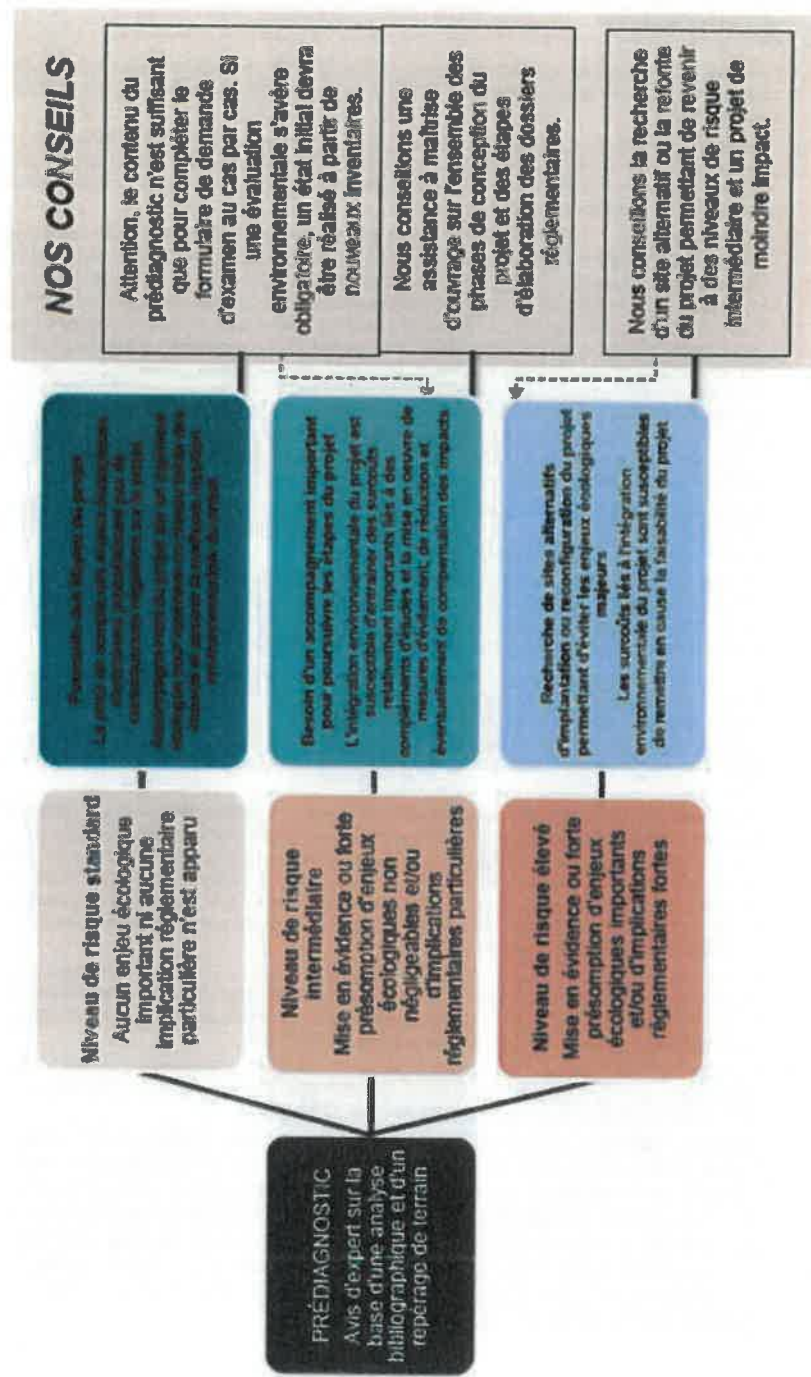 PRÉDIAGNOSTIC
Avis d'expert sur la
base d'une analyse
bibliographique et d'un
repérage de terrain
Niveau de risque standard
Aucun enjeu écologique
important ni aucune
implication réglementaire
particulière n'est apparu
Niveau de risque
intermédiaire
Mise en évidence ou forte
présomption d'enjeux
écologiques non
négligeables et/ou
d'implications
réglementaires particulières
Niveau de risque élevé
Mise en évidence ou forte
présomption d'enjeux
écologiques importants
et/ou d'implications
réglementaires fortes
Besoin d'un accompagnement important
pour poursuivre les étapes du projet
L'intégration environnementale du projet est
susceptible d'entraîner des surcoûts
relativement importants liés à des
compléments d'études et la mise en oeuvre de
mesures d'évitement, de réduction et
éventuellement de compensation des impacts
Recherche de sites alternatifs
d'implantation ou reconfiguration du projet
permettant d'éviter les enjeux écologiques
majeurs
Les surcoûts liés à l'intégration
environnementale du projet sont susceptibles
de remettre en cause la faisabilité du projet
NOS CONSEILS
Attention, le contenu du
prédiagnostic n'est suffisant
que pour compléter le
formulaire de demande
d'examen au cas par cas. Si
une évaluation
environnementale s'avère
obligatoire, un état initial devra
être réalisé à partir de
nouveaux inventaires.
Nous conseillons une
assistance à maîtrise
d'ouvrage sur l'ensemble des
phases de conception du
projet et des étapes
d'élaboration des dossiers
réglementaires.
Nous conseillons la recherche
d'un site alternatif ou la refonte
du projet permettant de revenir
à des niveaux de risque
intermédiaire et un projet de
moindre impact.